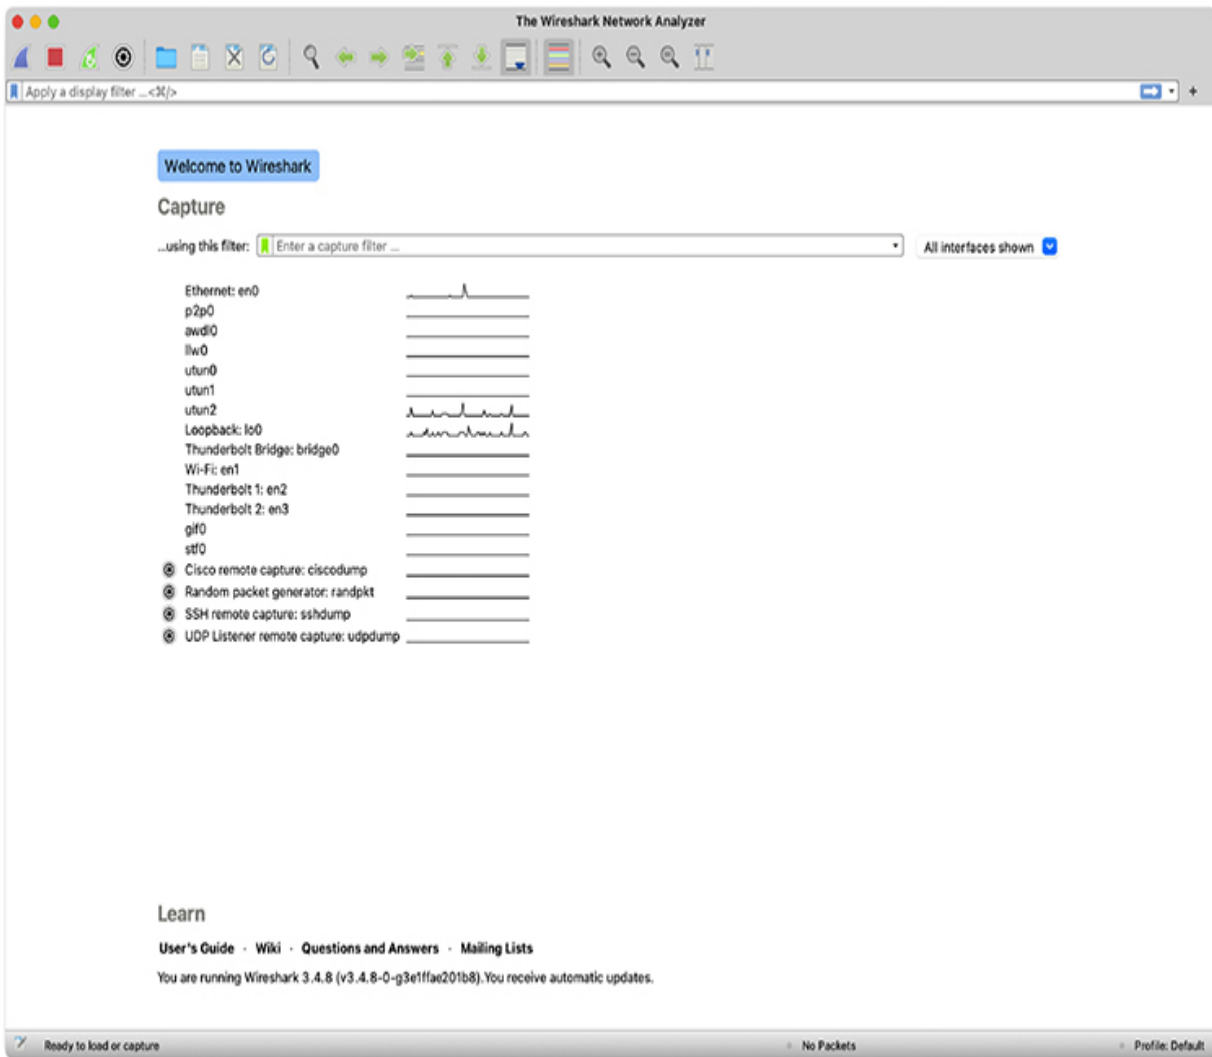 The Wireshark Network Analyzer
Apply a display filter ... <⌘/>
+
Welcome to Wireshark
Capture
...using this filter: Enter a capture filter ... All interfaces shown
Ethernet: en0
p2p0
awdl0
llw0
utun0
utun1
utun2
Loopback: lo0
Thunderbolt Bridge: bridge0
Wi-Fi: en1
Thunderbolt 1: en2
Thunderbolt 2: en3
gif0
stf0
Cisco remote capture: ciscodump
Random packet generator: randpkt
SSH remote capture: sshdump
UDP Listener remote capture: udpdump
Learn
User's Guide · Wiki · Questions and Answers · Mailing Lists
You are running Wireshark 3.4.8 (v3.4.8-0-g3e1ffae201b8).You receive automatic updates.
Ready to load or capture No Packets Profile: Default